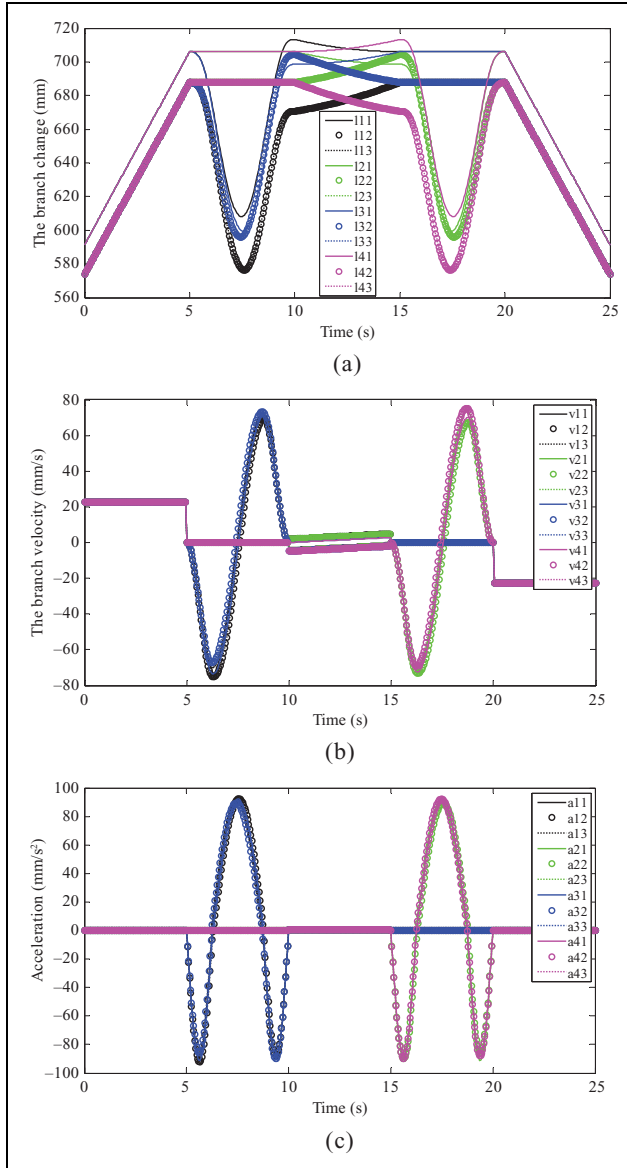 The branch change (mm)
720
700
680
660
640
620
600
580
560
l11
l12
l13
l21
l22
l23
l31
l32
l33
l41
l42
l43
0 5 10 15 20 25
Time (s)
(a)
The branch velocity (mm/s)
80
60
40
20
0
−20
−40
−60
−80
v11
v12
v13
v21
v22
v23
v31
v32
v33
v41
v42
v43
0 5 10 15 20 25
Time (s)
(b)
Acceleration (mm/s²)
100
80
60
40
20
0
−20
−40
−60
−80
−100
a11
a12
a13
a21
a22
a23
a31
a32
a33
a41
a42
a43
0 5 10 15 20 25
Time (s)
(c)